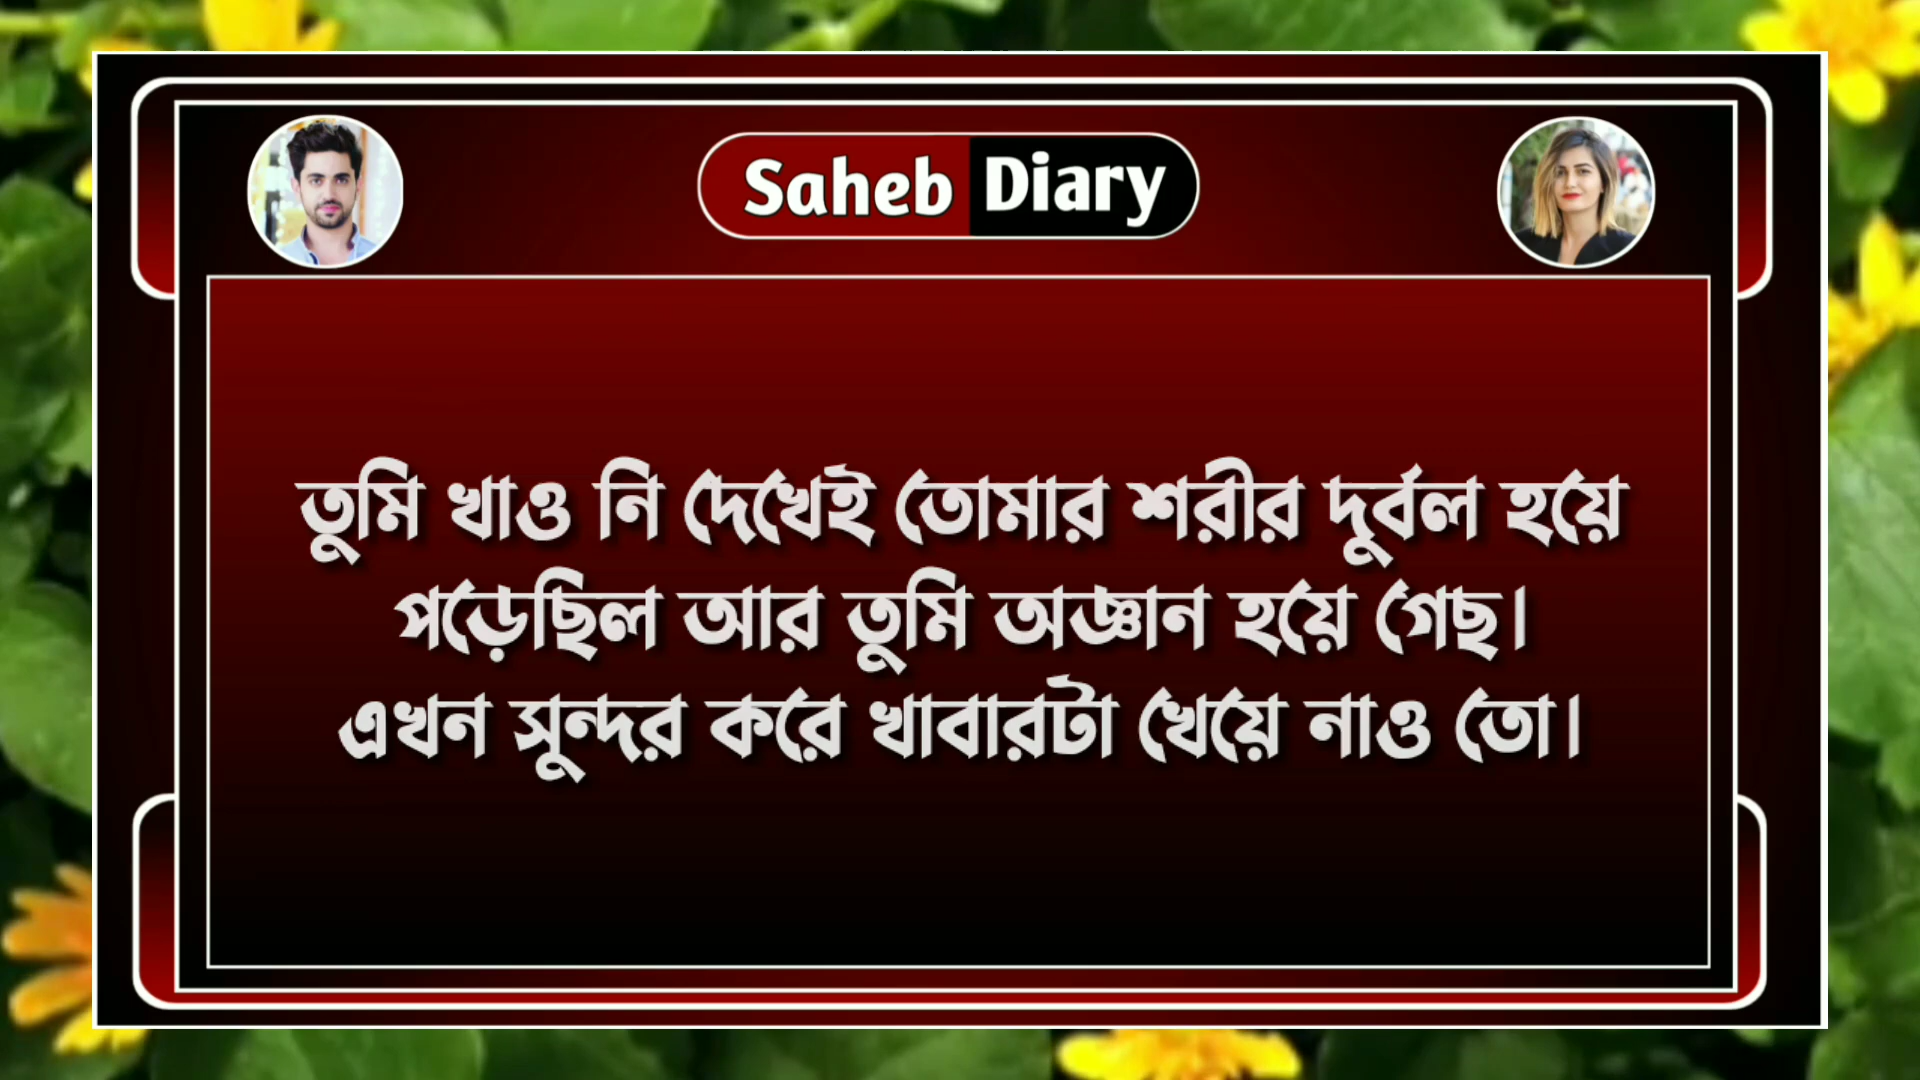 Saheb Diary
তুমি খাও নি দেখেই তোমার শরীর দুর্বল হয়ে
পড়েছিল আর তুমি অজ্ঞান হয়ে গেছ।
এখন সুন্দর করে খাবারটা খেয়ে নাও তো।